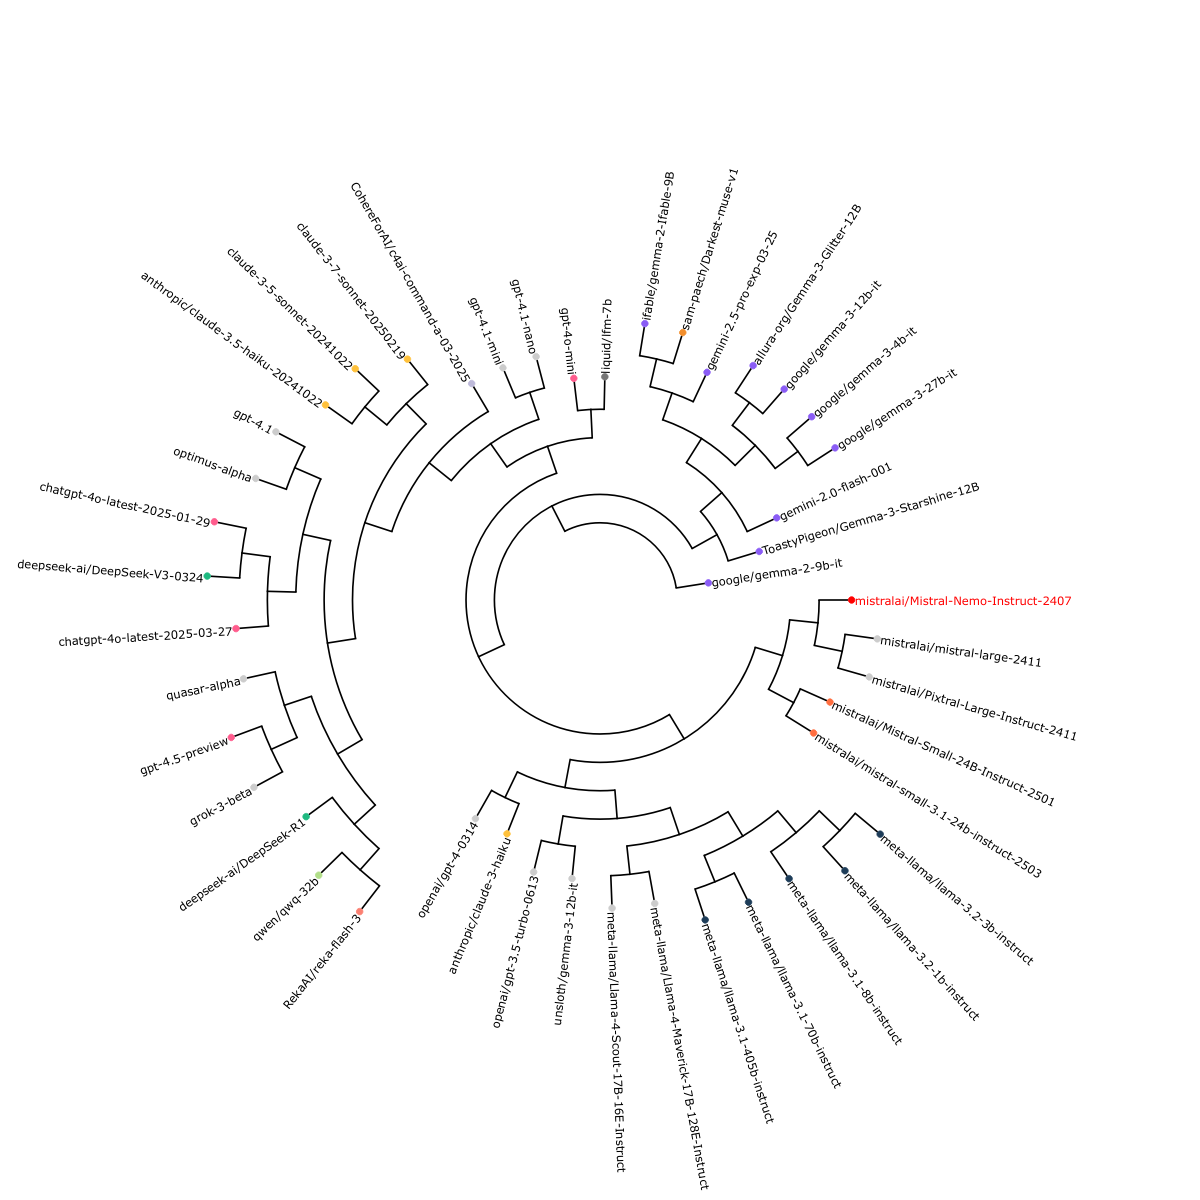 ifable/gemma-2-Ifable-9B
sam-paech/Darkest-muse-v1
gemini-2.5-pro-exp-03-25
allura-org/Gemma-3-Glitter-12B
google/gemma-3-12b-it
google/gemma-3-4b-it
google/gemma-3-27b-it
gemini-2.0-flash-001
ToastyPigeon/Gemma-3-Starshine-12B
google/gemma-2-9b-it
mistralai/Mistral-Nemo-Instruct-2407
mistralai/mistral-large-2411
mistralai/Pixtral-Large-Instruct-2411
mistralai/Mistral-Small-24B-Instruct-2501
mistralai/mistral-small-3.1-24b-instruct-2503
meta-llama/llama-3.2-3b-instruct
meta-llama/llama-3.2-1b-instruct
meta-llama/llama-3.1-8b-instruct
meta-llama/llama-3.1-70b-instruct
meta-llama/llama-3.1-405b-instruct
meta-llama/Llama-4-Maverick-17B-128E-Instruct
meta-llama/Llama-4-Scout-17B-16E-Instruct
unsloth/gemma-3-12b-it
openai/gpt-3.5-turbo-0613
anthropic/claude-3-haiku
openai/gpt-4-0314
RekaAI/reka-flash-3
qwen/qwq-32b
deepseek-ai/DeepSeek-R1
grok-3-beta
gpt-4.5-preview
quasar-alpha
chatgpt-4o-latest-2025-03-27
deepseek-ai/DeepSeek-V3-0324
chatgpt-4o-latest-2025-01-29
optimus-alpha
gpt-4.1
anthropic/claude-3.5-haiku-20241022
claude-3-5-sonnet-20241022
claude-3-7-sonnet-20250219
CohereForAI/c4ai-command-a-03-2025
gpt-4.1-mini
gpt-4.1-nano
gpt-4o-mini
liquid/lfm-7b